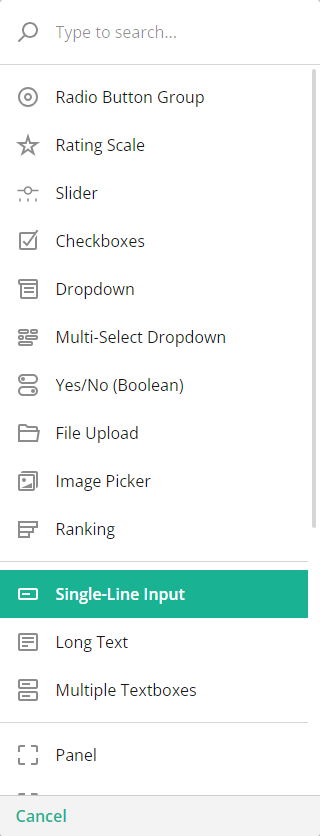 Type to search...
Radio Button Group
Rating Scale
Slider
Checkboxes
Dropdown
Multi-Select Dropdown
Yes/No (Boolean)
File Upload
Image Picker
Ranking
Single-Line Input
Long Text
Multiple Textboxes
Panel
Cancel